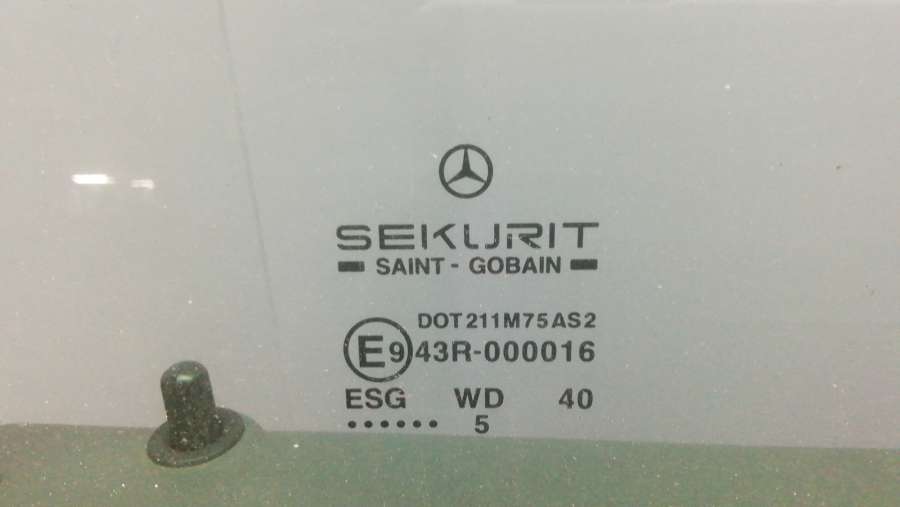 SEKURIT
SAINT - GOBAIN
DOT211M75AS2
E9 43R-000016
ESG WD 40
...... 5